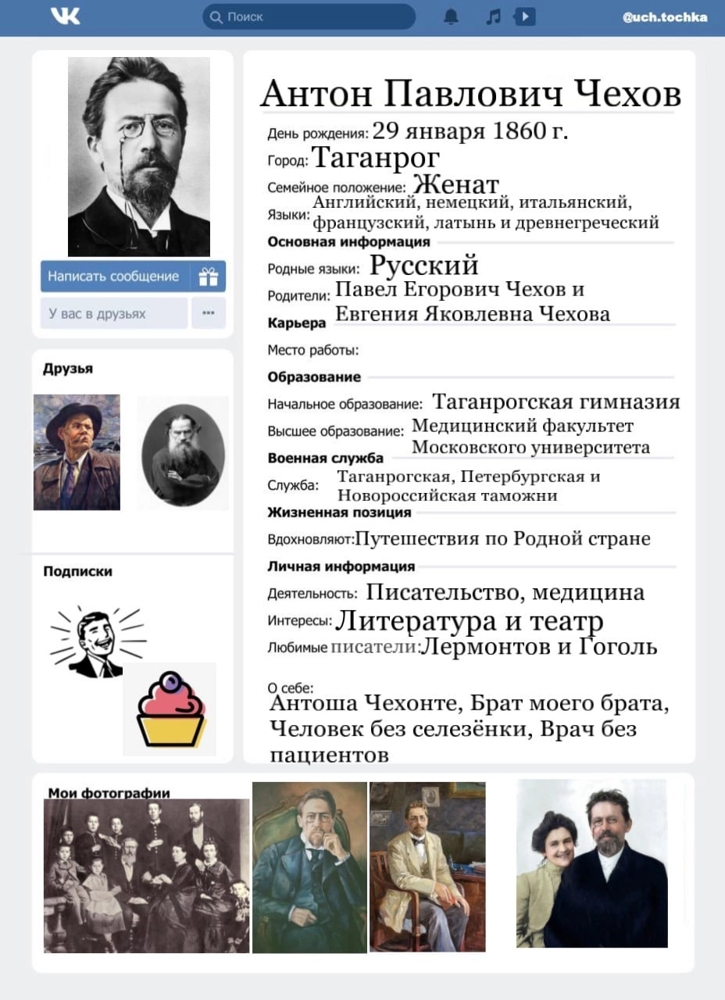 Поиск
@uch.tochka
Антон Павлович Чехов
День рождения: 29 января 1860 г.
Город: Таганрог
Семейное положение: Женат
Языки: Английский, немецкий, итальянский,
французский, латынь и древнегреческий
Основная информация
Родные языки: Русский
Родители: Павел Егорович Чехов и
Евгения Яковлевна Чехова
Карьера
Место работы:
Образование
Начальное образование: Таганрогская гимназия
Высшее образование: Медицинский факультет
Московского университета
Военная служба
Служба: Таганрогская, Петербургская и
Новороссийская таможни
Жизненная позиция
Вдохновляют: Путешествия по Родной стране
Личная информация
Деятельность: Писательство, медицина
Интересы: Литература и театр
Любимые писатели: Лермонтов и Гоголь
О себе:
Антоша Чехонте, Брат моего брата,
Человек без селезёнки, Врач без
пациентов
Написать сообщение
У вас в друзьях
Друзья
Подписки
Мои фотографии